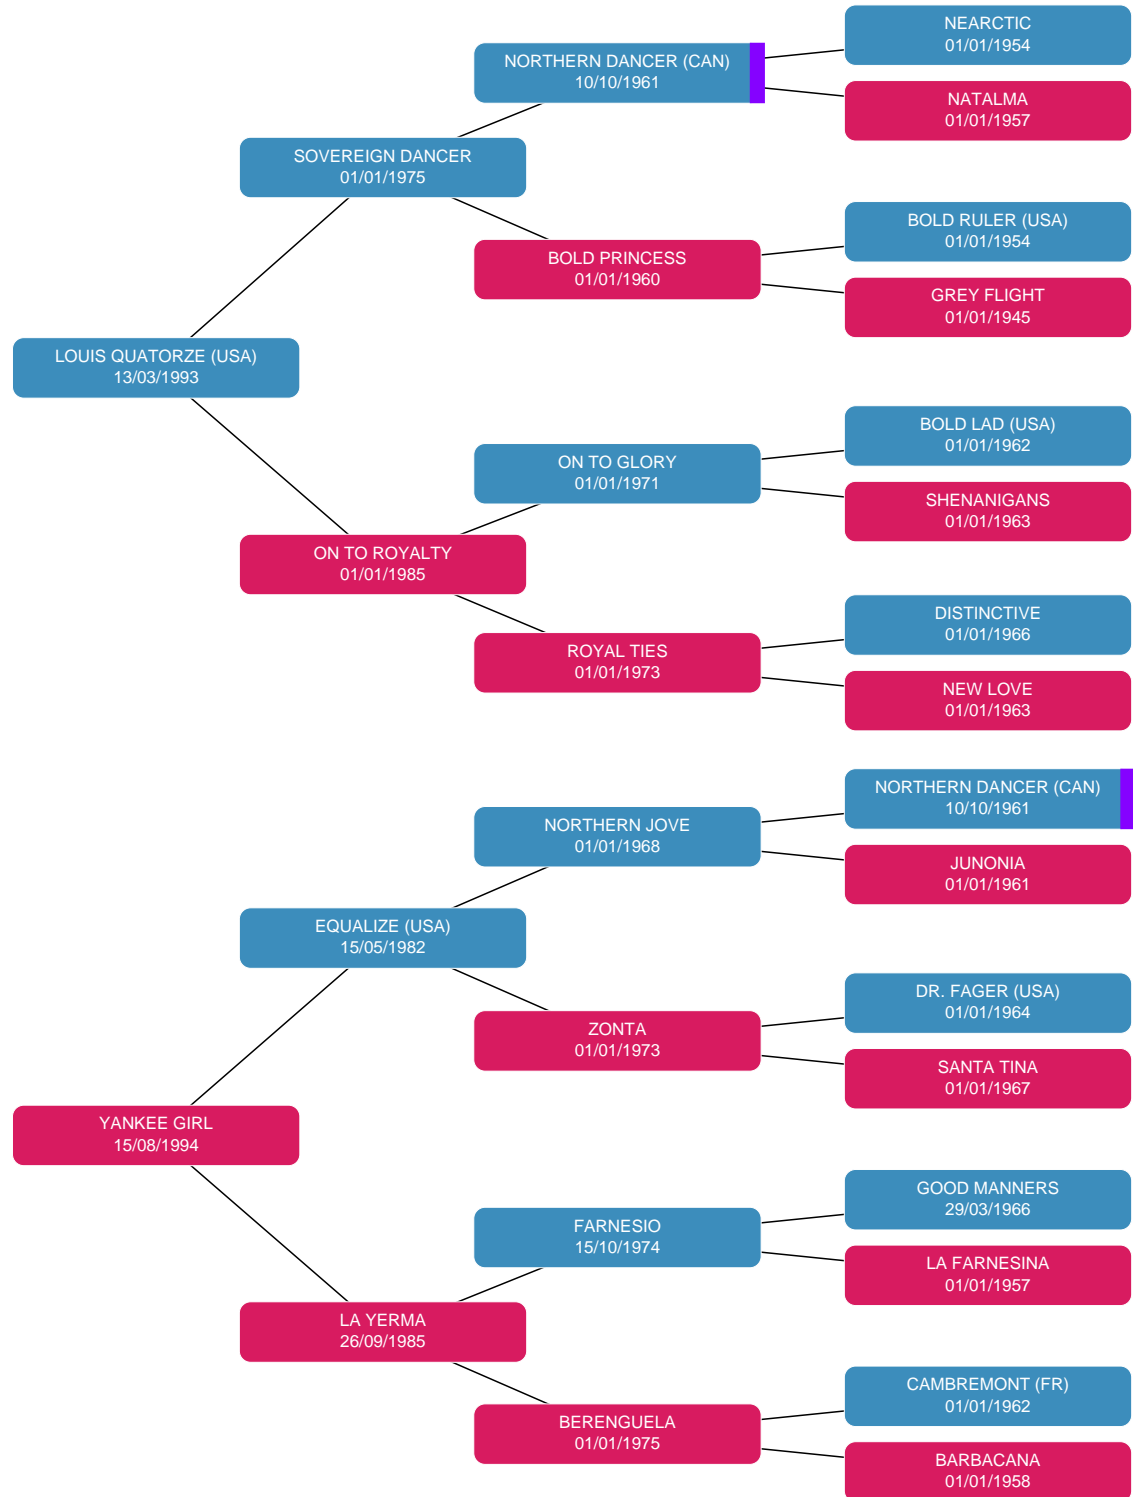 NEARCTIC
01/01/1954
NORTHERN DANCER (CAN)
10/10/1961
NATALMA
01/01/1957
SOVEREIGN DANCER
01/01/1975
BOLD RULER (USA)
01/01/1954
BOLD PRINCESS
01/01/1960
GREY FLIGHT
01/01/1945
LOUIS QUATORZE (USA)
13/03/1993
BOLD LAD (USA)
01/01/1962
ON TO GLORY
01/01/1971
SHENANIGANS
01/01/1963
ON TO ROYALTY
01/01/1985
DISTINCTIVE
01/01/1966
ROYAL TIES
01/01/1973
NEW LOVE
01/01/1963
NORTHERN DANCER (CAN)
10/10/1961
NORTHERN JOVE
01/01/1968
JUNONIA
01/01/1961
EQUALIZE (USA)
15/05/1982
DR. FAGER (USA)
01/01/1964
ZONTA
01/01/1973
SANTA TINA
01/01/1967
YANKEE GIRL
15/08/1994
GOOD MANNERS
29/03/1966
FARNESIO
15/10/1974
LA FARNESINA
01/01/1957
LA YERMA
26/09/1985
CAMBREMONT (FR)
01/01/1962
BERENGUELA
01/01/1975
BARBACANA
01/01/1958